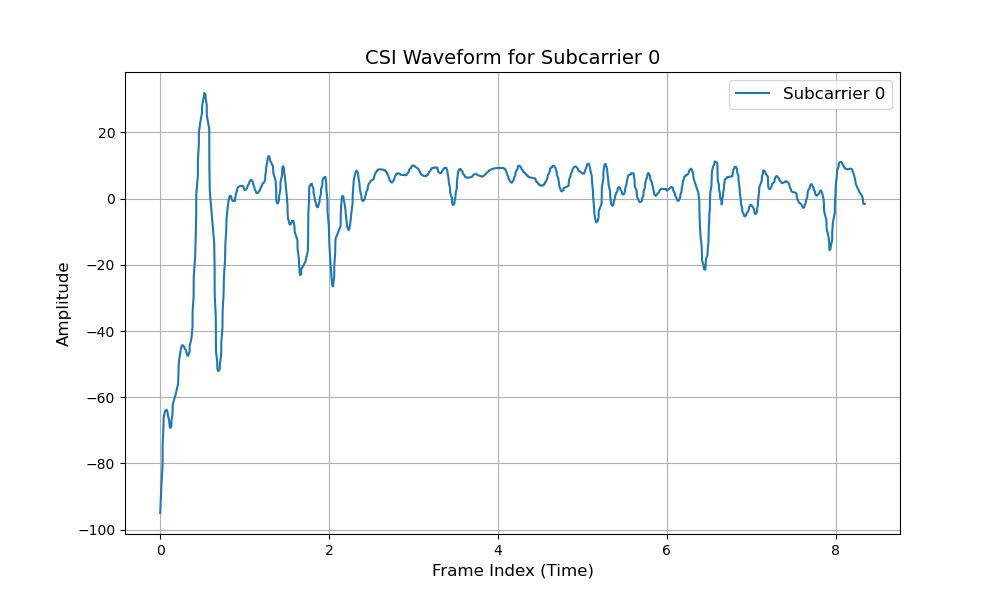 CSI Waveform for Subcarrier 0
Subcarrier 0
20
0
−20
−40
−60
−80
−100
Amplitude
0 2 4 6 8
Frame Index (Time)